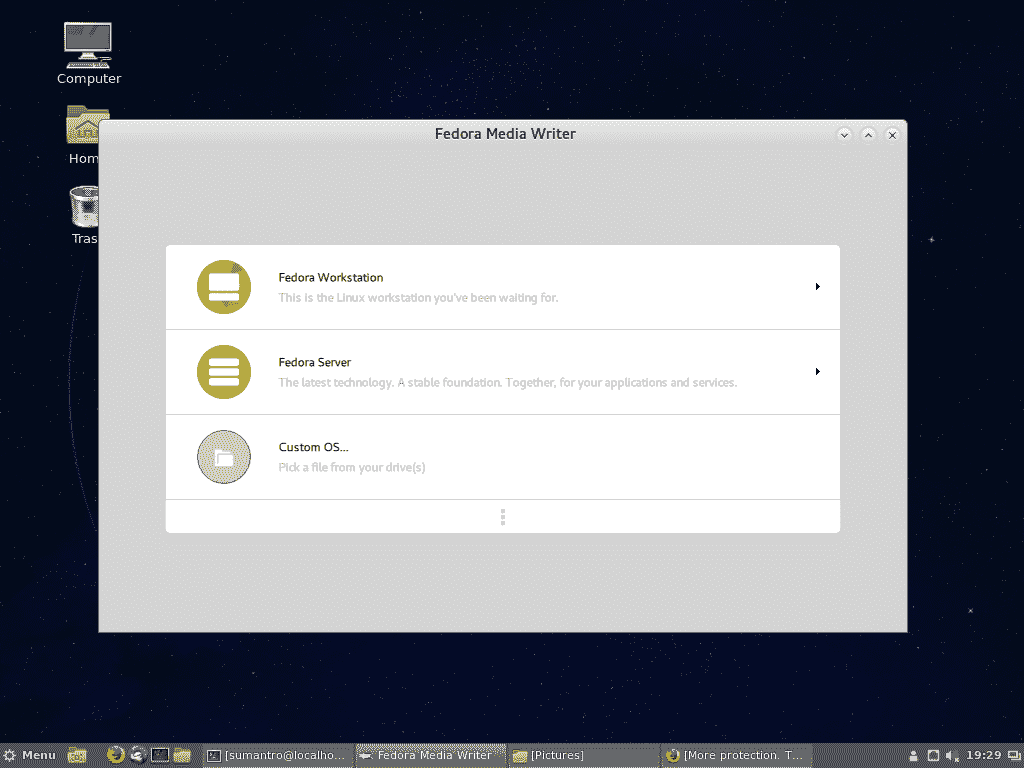 Computer
Hom
Tras
Fedora Media Writer
Fedora Workstation
This is the Linux workstation you've been waiting for.
Fedora Server
The latest technology. A stable foundation. Together, for your applications and services.
Custom OS...
Pick a file from your drive(s)
Menu
[sumantro@localho...
Fedora Media Writer
[Pictures]
[More protection. T...
19:29